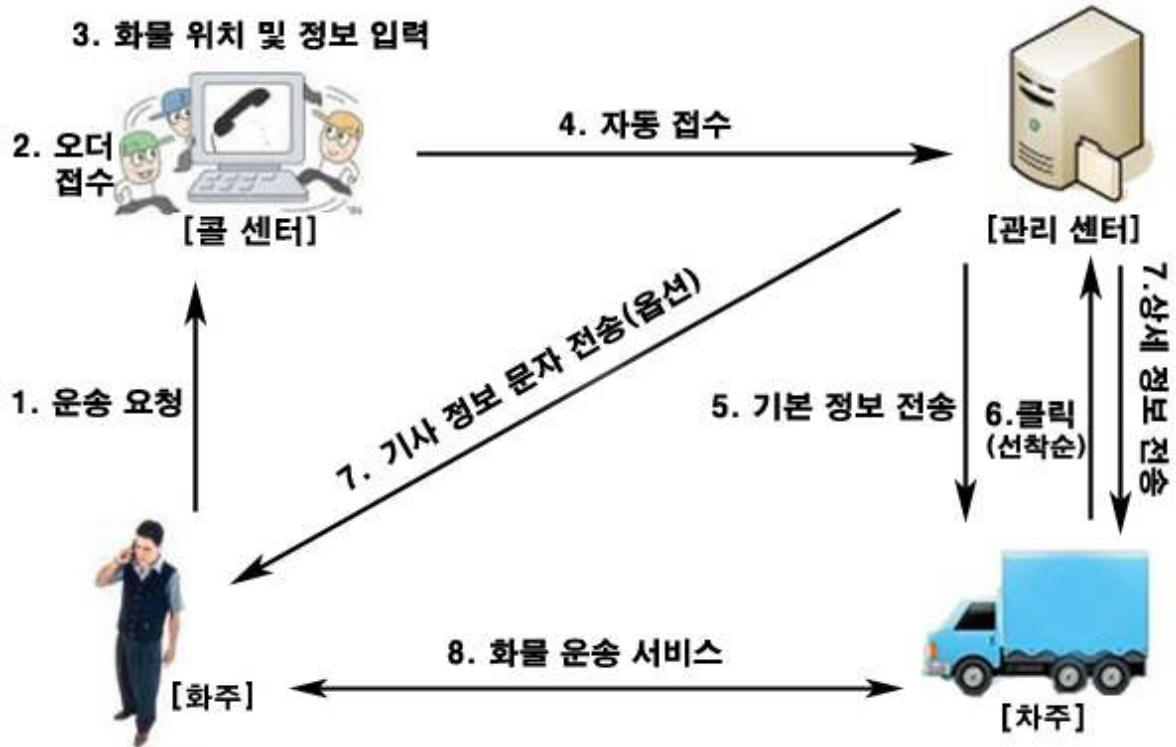 3. 화물 위치 및 정보 입력
2. 오더
접수
[콜 센터]
4. 자동 접수
[관리 센터]
1. 운송 요청
7. 기사 정보 문자 전송(옵션)
5. 기본 정보 전송
6.클릭
(선착순)
7.상세 정보 전송
8. 화물 운송 서비스
[화주]
[차주]